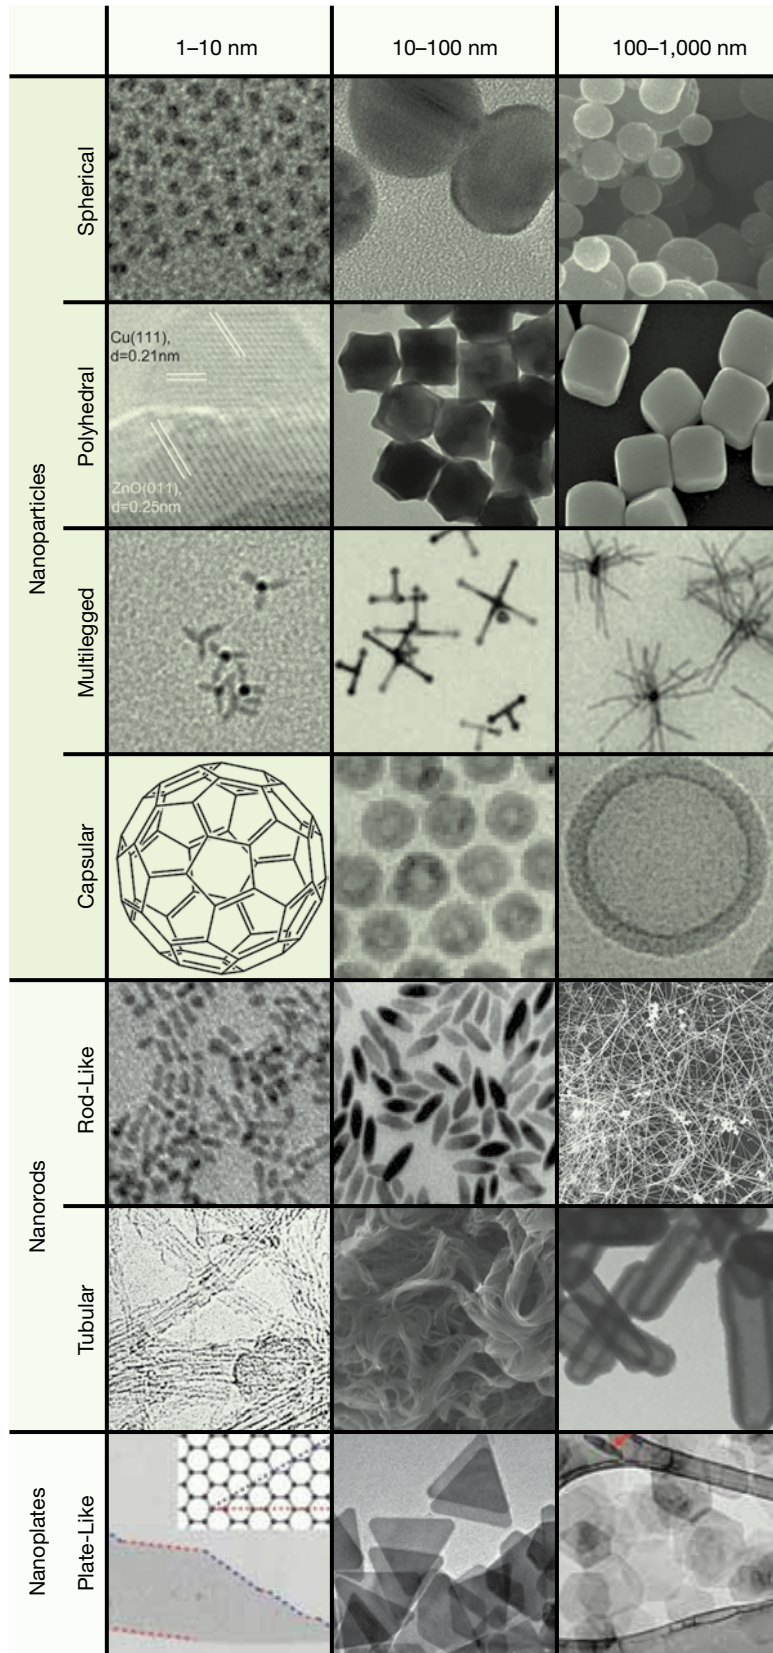 1–10 nm
10–100 nm
100–1,000 nm
Nanoparticles
Spherical
Polyhedral
Cu(111),
d=0.21nm
ZnO(011),
d=0.25nm
Multilegged
Capsular
Nanorods
Rod-Like
Tubular
Nanoplates
Plate-Like